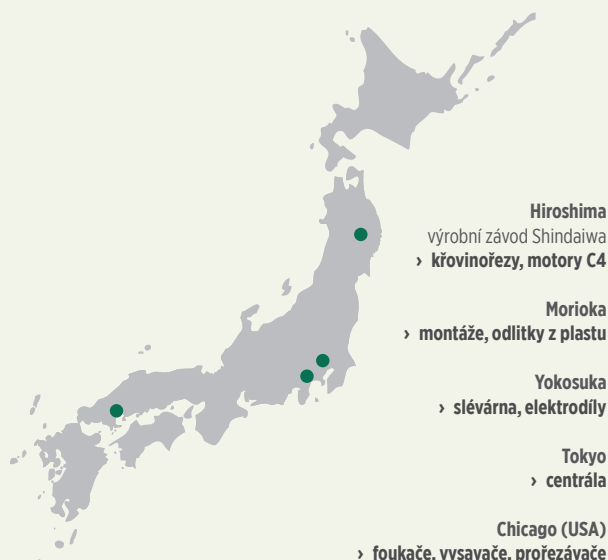 Hiroshima
výrobní závod Shindaiwa
› křovinořezy, motory C4
Morioka
› montáže, odlitky z plastu
Yokosuka
› slévárna, elektrodíly
Tokyo
› centrála
Chicago (USA)
› foukače, vysavače, prořezávače